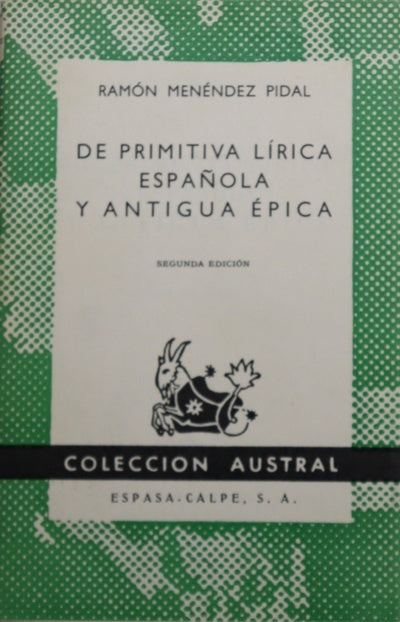 RAMÓN MENÉNDEZ PIDAL
DE PRIMITIVA LÍRICA
ESPAÑOLA
Y ANTIGUA ÉPICA
SEGUNDA EDICIÓN
COLECCION AUSTRAL
ESPASA-CALPE, S. A.